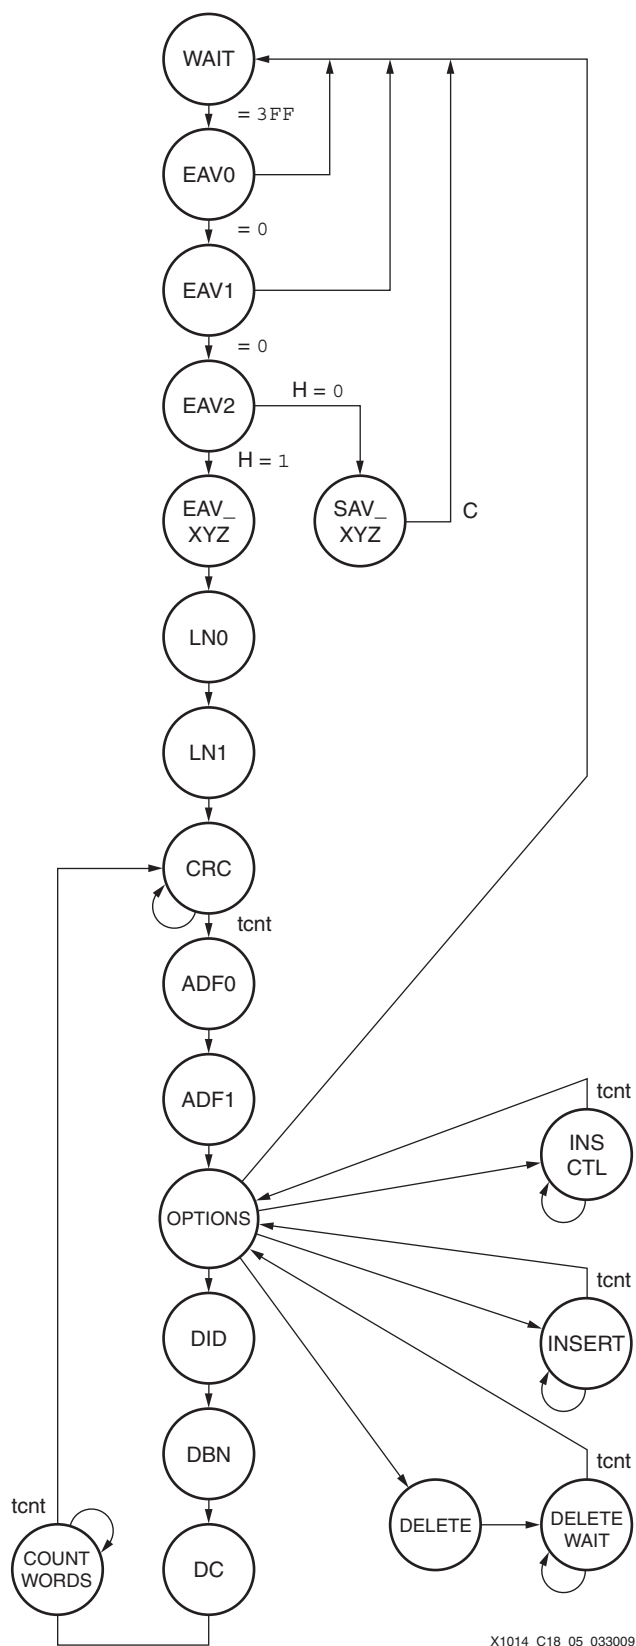 WAIT
= 3FF
EAV0
= 0
EAV1
= 0
EAV2
H = 0
H = 1
EAV_
XYZ
SAV_
XYZ
C
LN0
LN1
CRC
tcnt
ADF0
ADF1
tcnt
INS
CTL
OPTIONS
tcnt
DID
INSERT
DBN
tcnt
tcnt
DELETE
DELETE
WAIT
COUNT
WORDS
DC
X1014_C18_05_033009